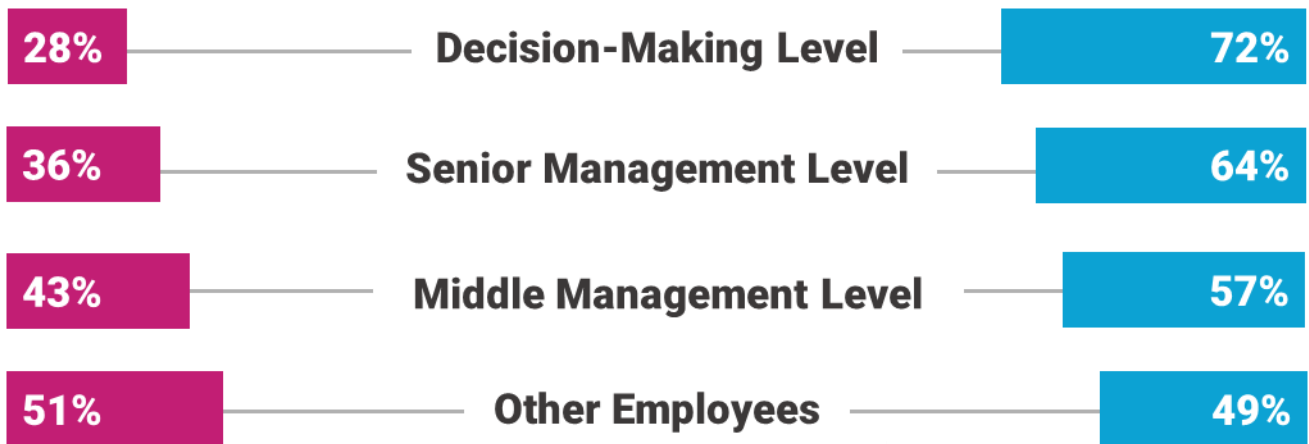 28% Decision-Making Level 72%
36% Senior Management Level 64%
43% Middle Management Level 57%
51% Other Employees 49%